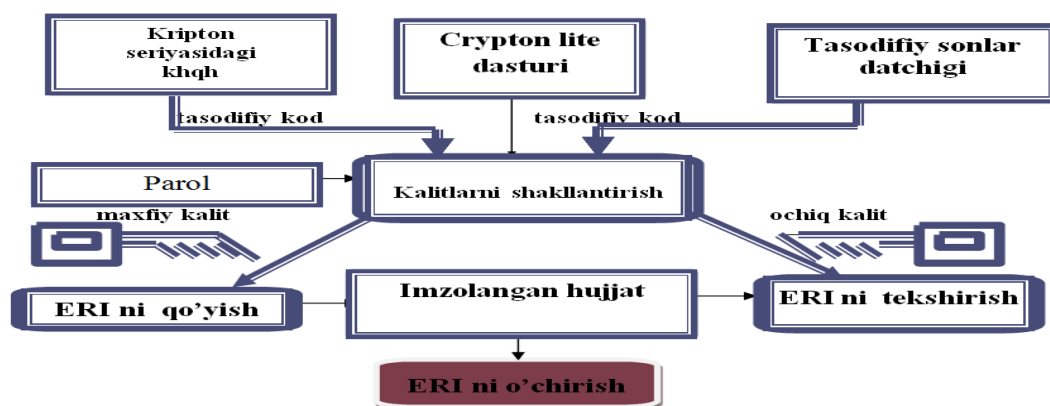 Kripton
seriyasidagi
khqh
Crypton lite
dasturi
Tasodifiy sonlar
datchigi
tasodifiy kod
tasodifiy kod
Parol
Kalitlarni shakllantirish
maxfiy kalit
ochiq kalit
ERI ni qo’yish
Imzolangan hujjat
ERI ni tekshirish
ERI ni o’chirish